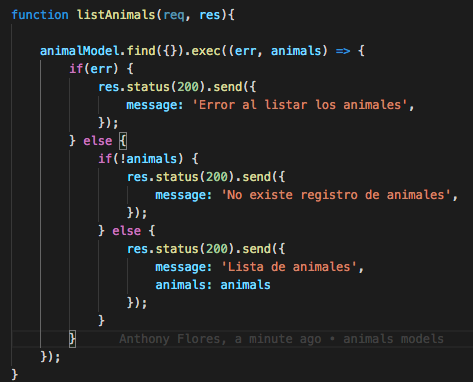 function listAnimals(req, res){
animalModel.find({}).exec((err, animals) => {
if(err) {
res.status(200).send({
message: 'Error al listar los animales',
});
} else {
if(!animals) {
res.status(200).send({
message: 'No existe registro de animales',
});
} else {
res.status(200).send({
message: 'Lista de animales',
animals: animals
});
}
} Anthony Flores, a minute ago • animals models
});
}